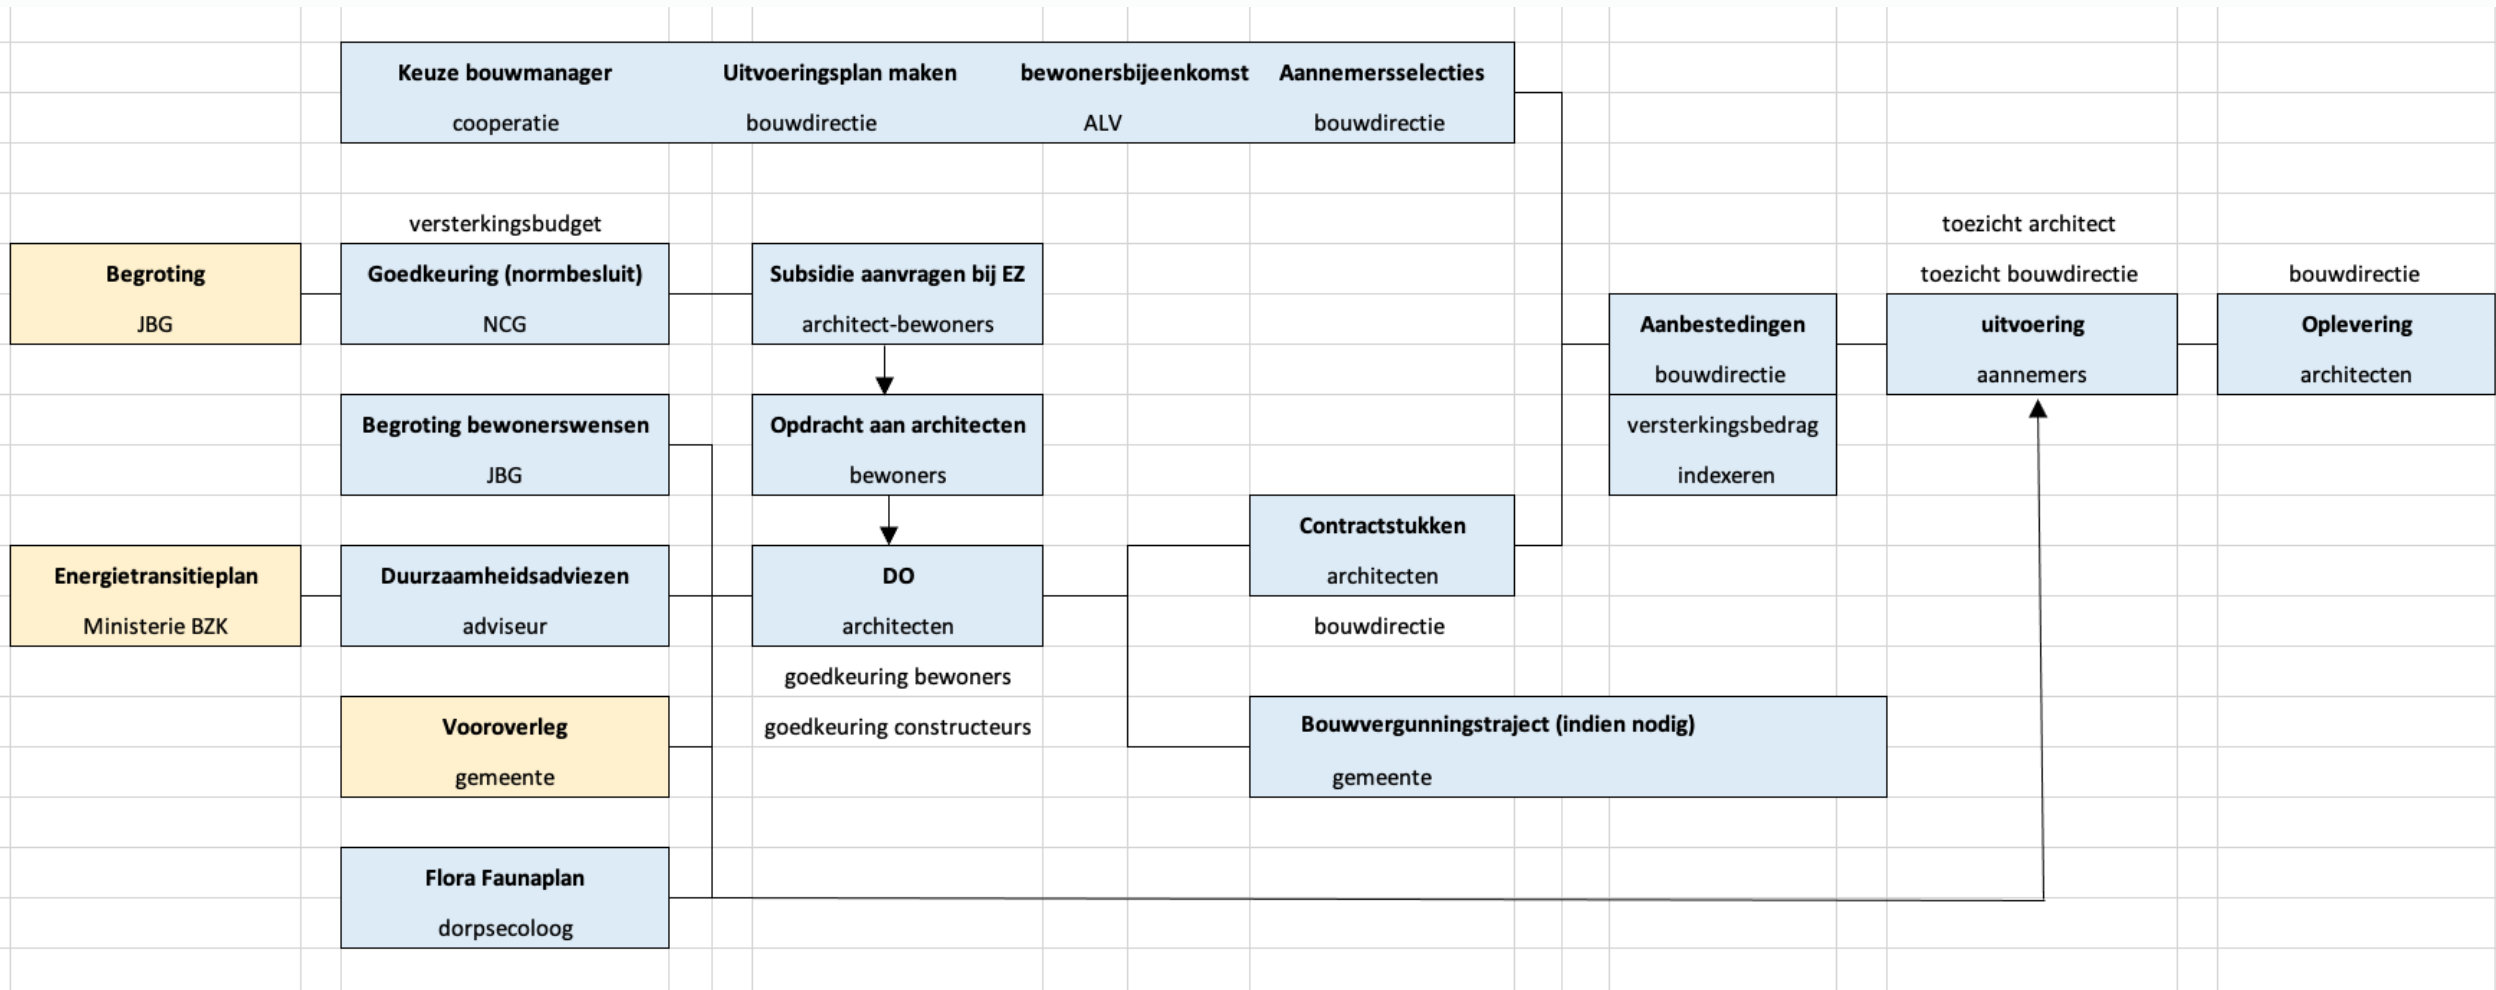 Keuze bouwmanager Uitvoeringsplan maken bewonersbijeenkomst Aannemersselecties
cooperatie bouwdirectie ALV bouwdirectie
versterkingsbudget
toezicht architect
Begroting
JBG
Goedkeuring (normbesluit)
NCG
Subsidie aanvragen bij EZ
architect-bewoners
toezicht bouwdirectie
bouwdirectie
Aanbestedingen
bouwdirectie
versterkingsbedrag
indexeren
uitvoering
aannemers
Oplevering
architecten
Begroting bewonerswensen
JBG
Opdracht aan architecten
bewoners
Contractstukken
architecten
bouwdirectie
Energietransitieplan
Ministerie BZK
Duurzaamheidsadviezen
adviseur
DO
architecten
goedkeuring bewoners
goedkeuring constructeurs
Vooroverleg
gemeente
Bouwvergunningstraject (indien nodig)
gemeente
Flora Faunaplan
dorpsecoloog